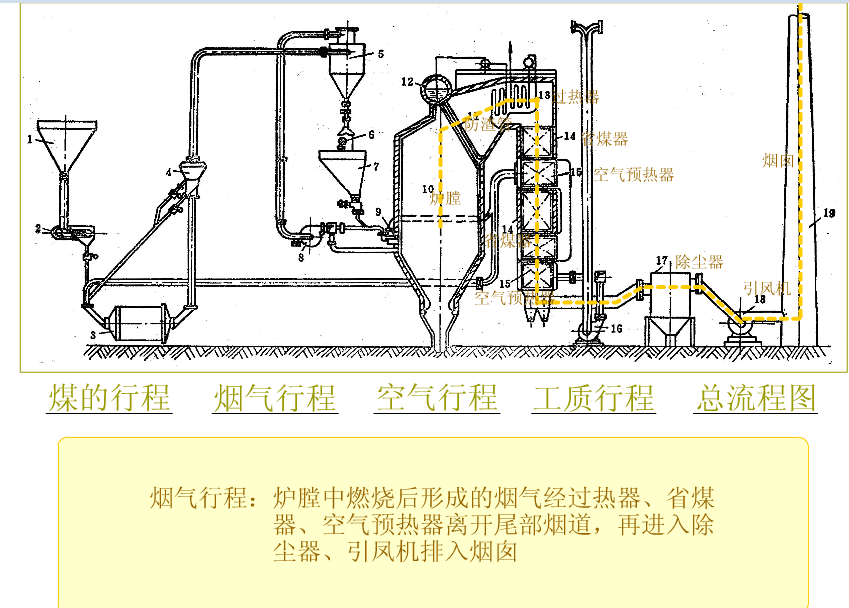 5
12
13 过热器
1
6
11 防渣管
14 省煤器
4
7
15 空气预热器
烟囱
10
炉膛
2
9
14
省煤器
19
8
17 除尘器
15
空气预热器
引风机
18
3
16
煤的行程 烟气行程 空气行程 工质行程 总流程图
烟气行程：炉膛中燃烧后形成的烟气经过热器、省煤
器、空气预热器离开尾部烟道，再进入除
尘器、引凤机排入烟囱